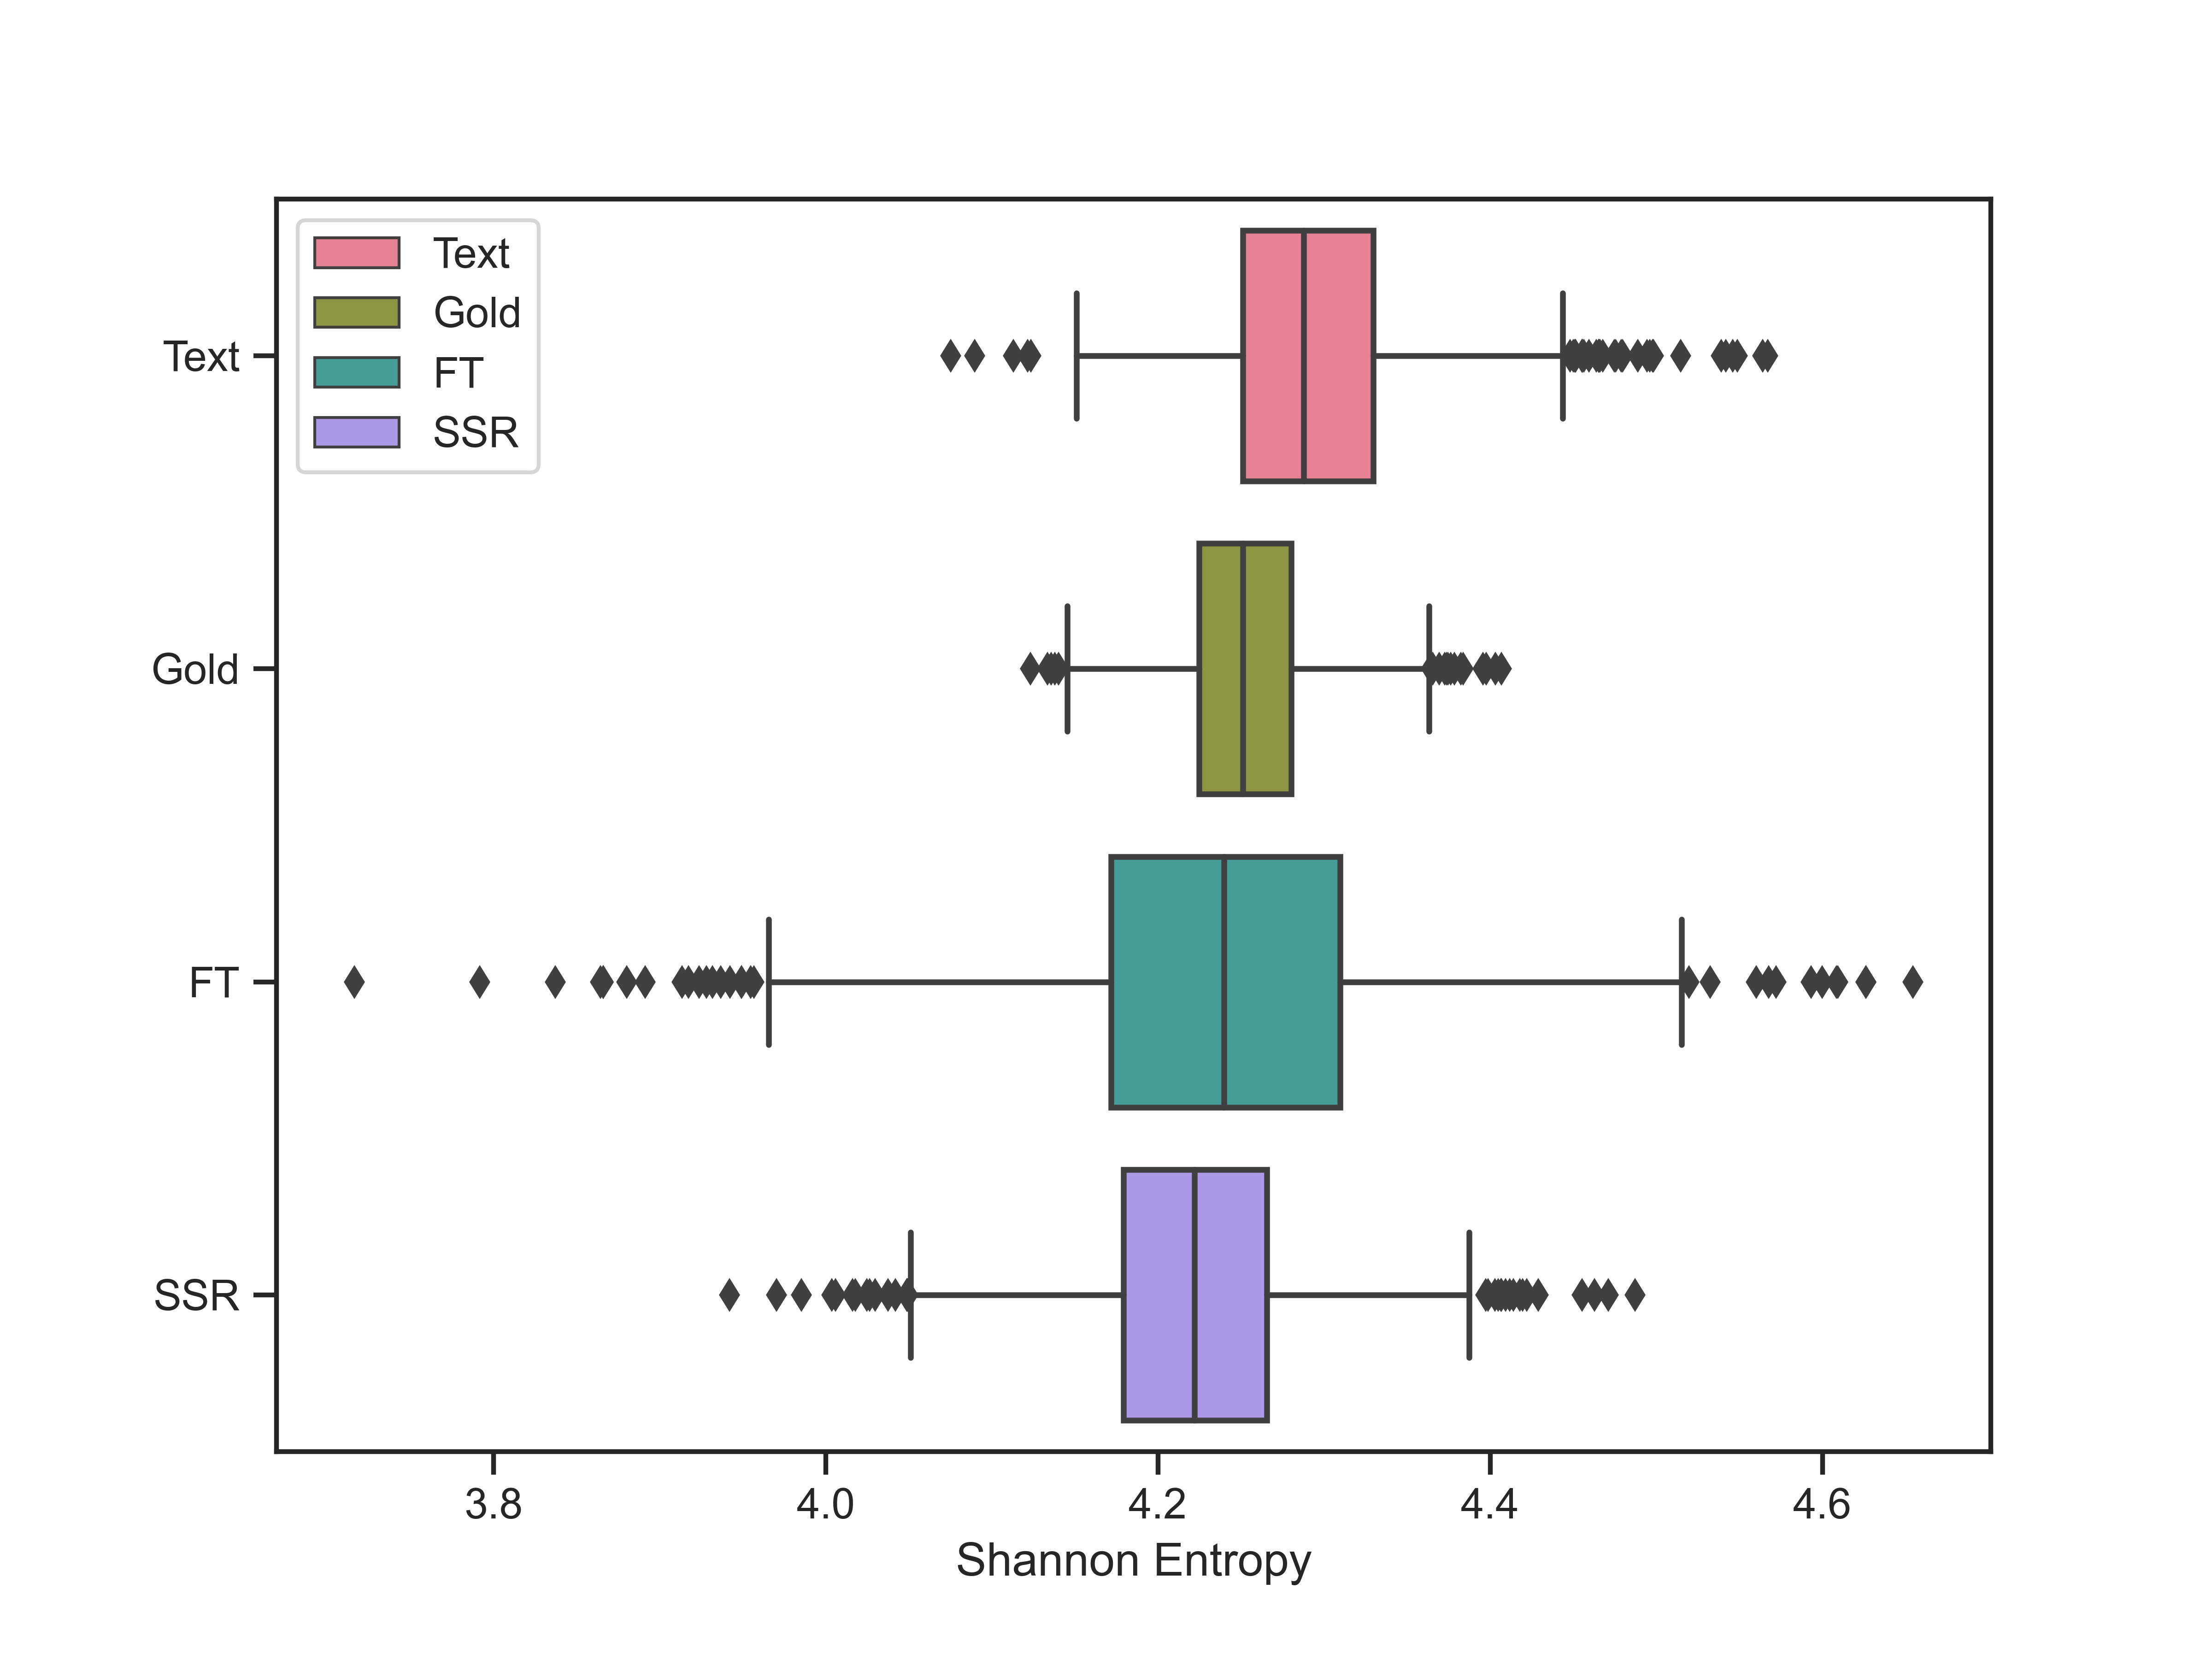 Text
Gold
FT
SSR
Text
Gold
FT
SSR
3.8 4.0 4.2 4.4 4.6
Shannon Entropy